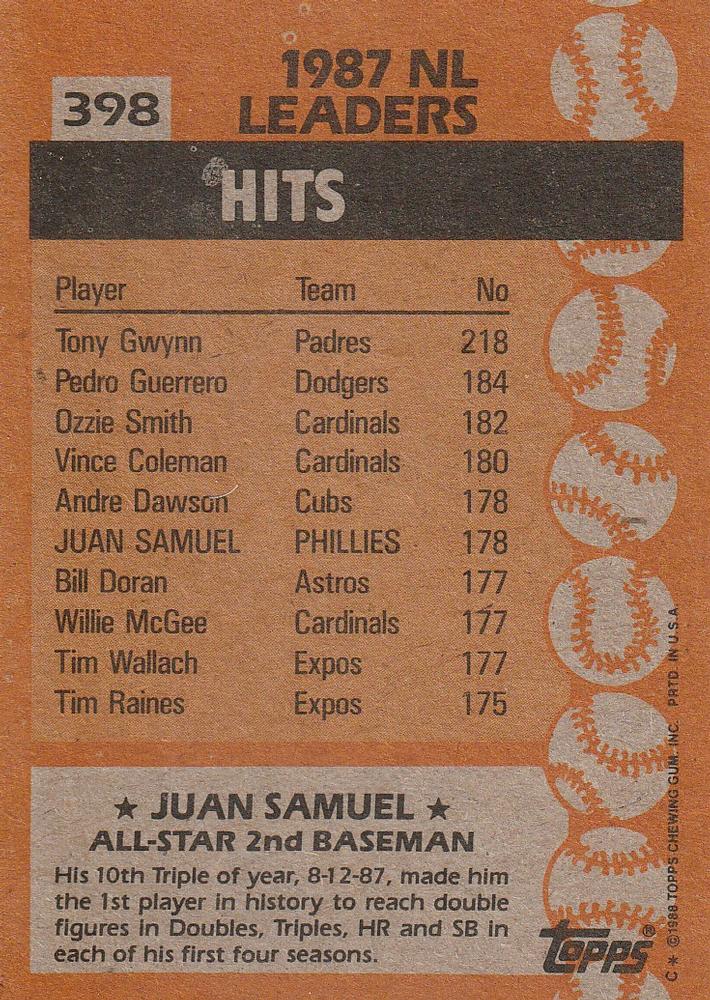 398
1987 NL
LEADERS
HITS
Player Team No
Tony Gwynn Padres 218
Pedro Guerrero Dodgers 184
Ozzie Smith Cardinals 182
Vince Coleman Cardinals 180
Andre Dawson Cubs 178
JUAN SAMUEL PHILLIES 178
Bill Doran Astros 177
Willie McGee Cardinals 177
Tim Wallach Expos 177
Tim Raines Expos 175
★ JUAN SAMUEL ★
ALL-STAR 2nd BASEMAN
His 10th Triple of year, 8-12-87, made him
the 1st player in history to reach double
figures in Doubles, Triples, HR and SB in
each of his first four seasons.
topps®
C ✶ ©1988 TOPPS CHEWING GUM, INC. PRTD. IN U.S.A.